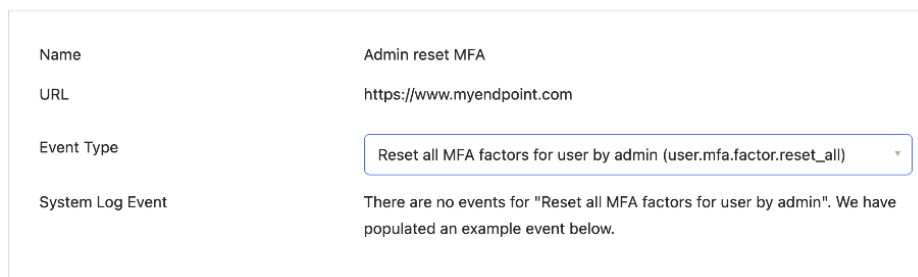 Name Admin reset MFA
URL https://www.myendpoint.com
Event Type Reset all MFA factors for user by admin (user.mfa.factor.reset_all)
System Log Event There are no events for "Reset all MFA factors for user by admin". We have
populated an example event below.